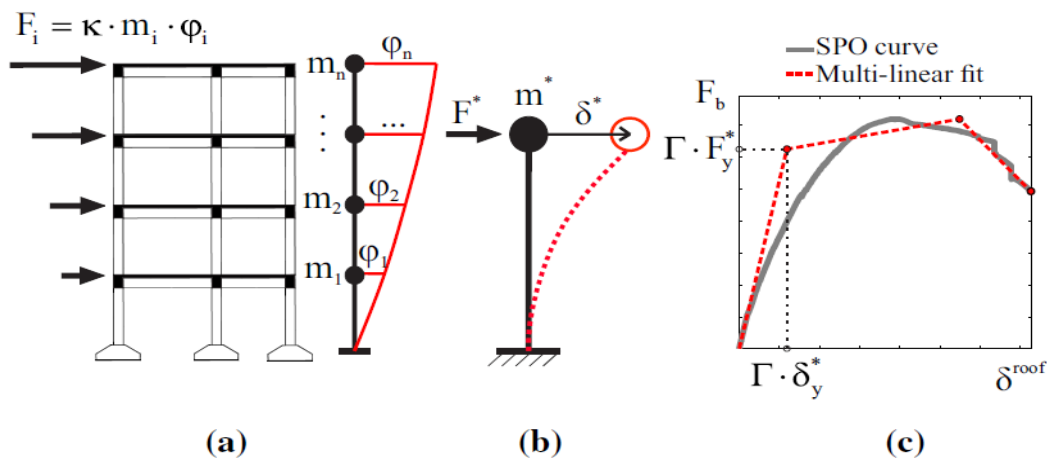 F_i = κ · m_i · φ_i
m_n
φ_n
⋮
...
m_2
φ_2
m_1
φ_1
(a)
F^*
m^*
δ^*
(b)
SPO curve
Multi-linear fit
F_b
Γ · F_y^*
Γ · δ_y^*
δ^roof
(c)